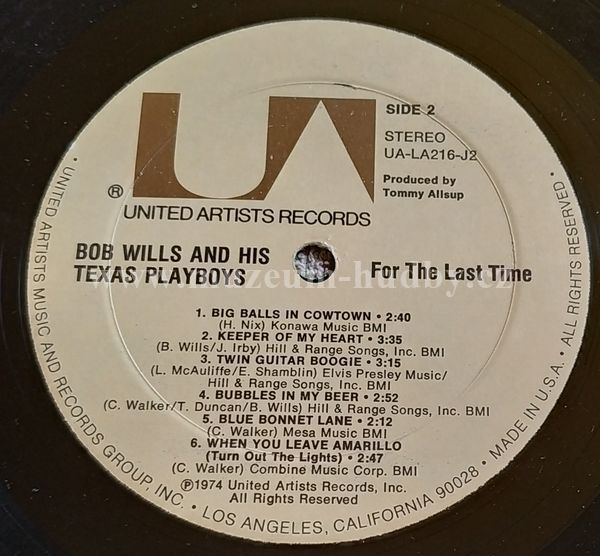 UA
SIDE 2
STEREO
UA-LA216-J2
Produced by
Tommy Allsup
®
UNITED ARTISTS RECORDS
BOB WILLS AND HIS
TEXAS PLAYBOYS
For The Last Time
1. BIG BALLS IN COWTOWN • 2:40
(H. Nix) Konawa Music BMI
2. KEEPER OF MY HEART • 3:35
(B. Wills/J. Irby) Hill & Range Songs, Inc. BMI
3. TWIN GUITAR BOOGIE • 3:15
(L. McAuliffe/E. Shamblin) Elvis Presley Music/
Hill & Range Songs, Inc. BMI
4. BUBBLES IN MY BEER • 2:52
(C. Walker/T. Duncan/B. Wills) Hill & Range Songs, Inc. BMI
5. BLUE BONNET LANE • 2:12
(C. Walker) Mesa Music BMI
6. WHEN YOU LEAVE AMARILLO
(Turn Out The Lights) • 2:47
(C. Walker) Combine Music Corp. BMI
℗1974 United Artists Records, Inc.
All Rights Reserved
• UNITED ARTISTS MUSIC AND RECORDS GROUP, INC. • LOS ANGELES, CALIFORNIA 90028 • MADE IN U.S.A. • ALL RIGHTS RESERVED •